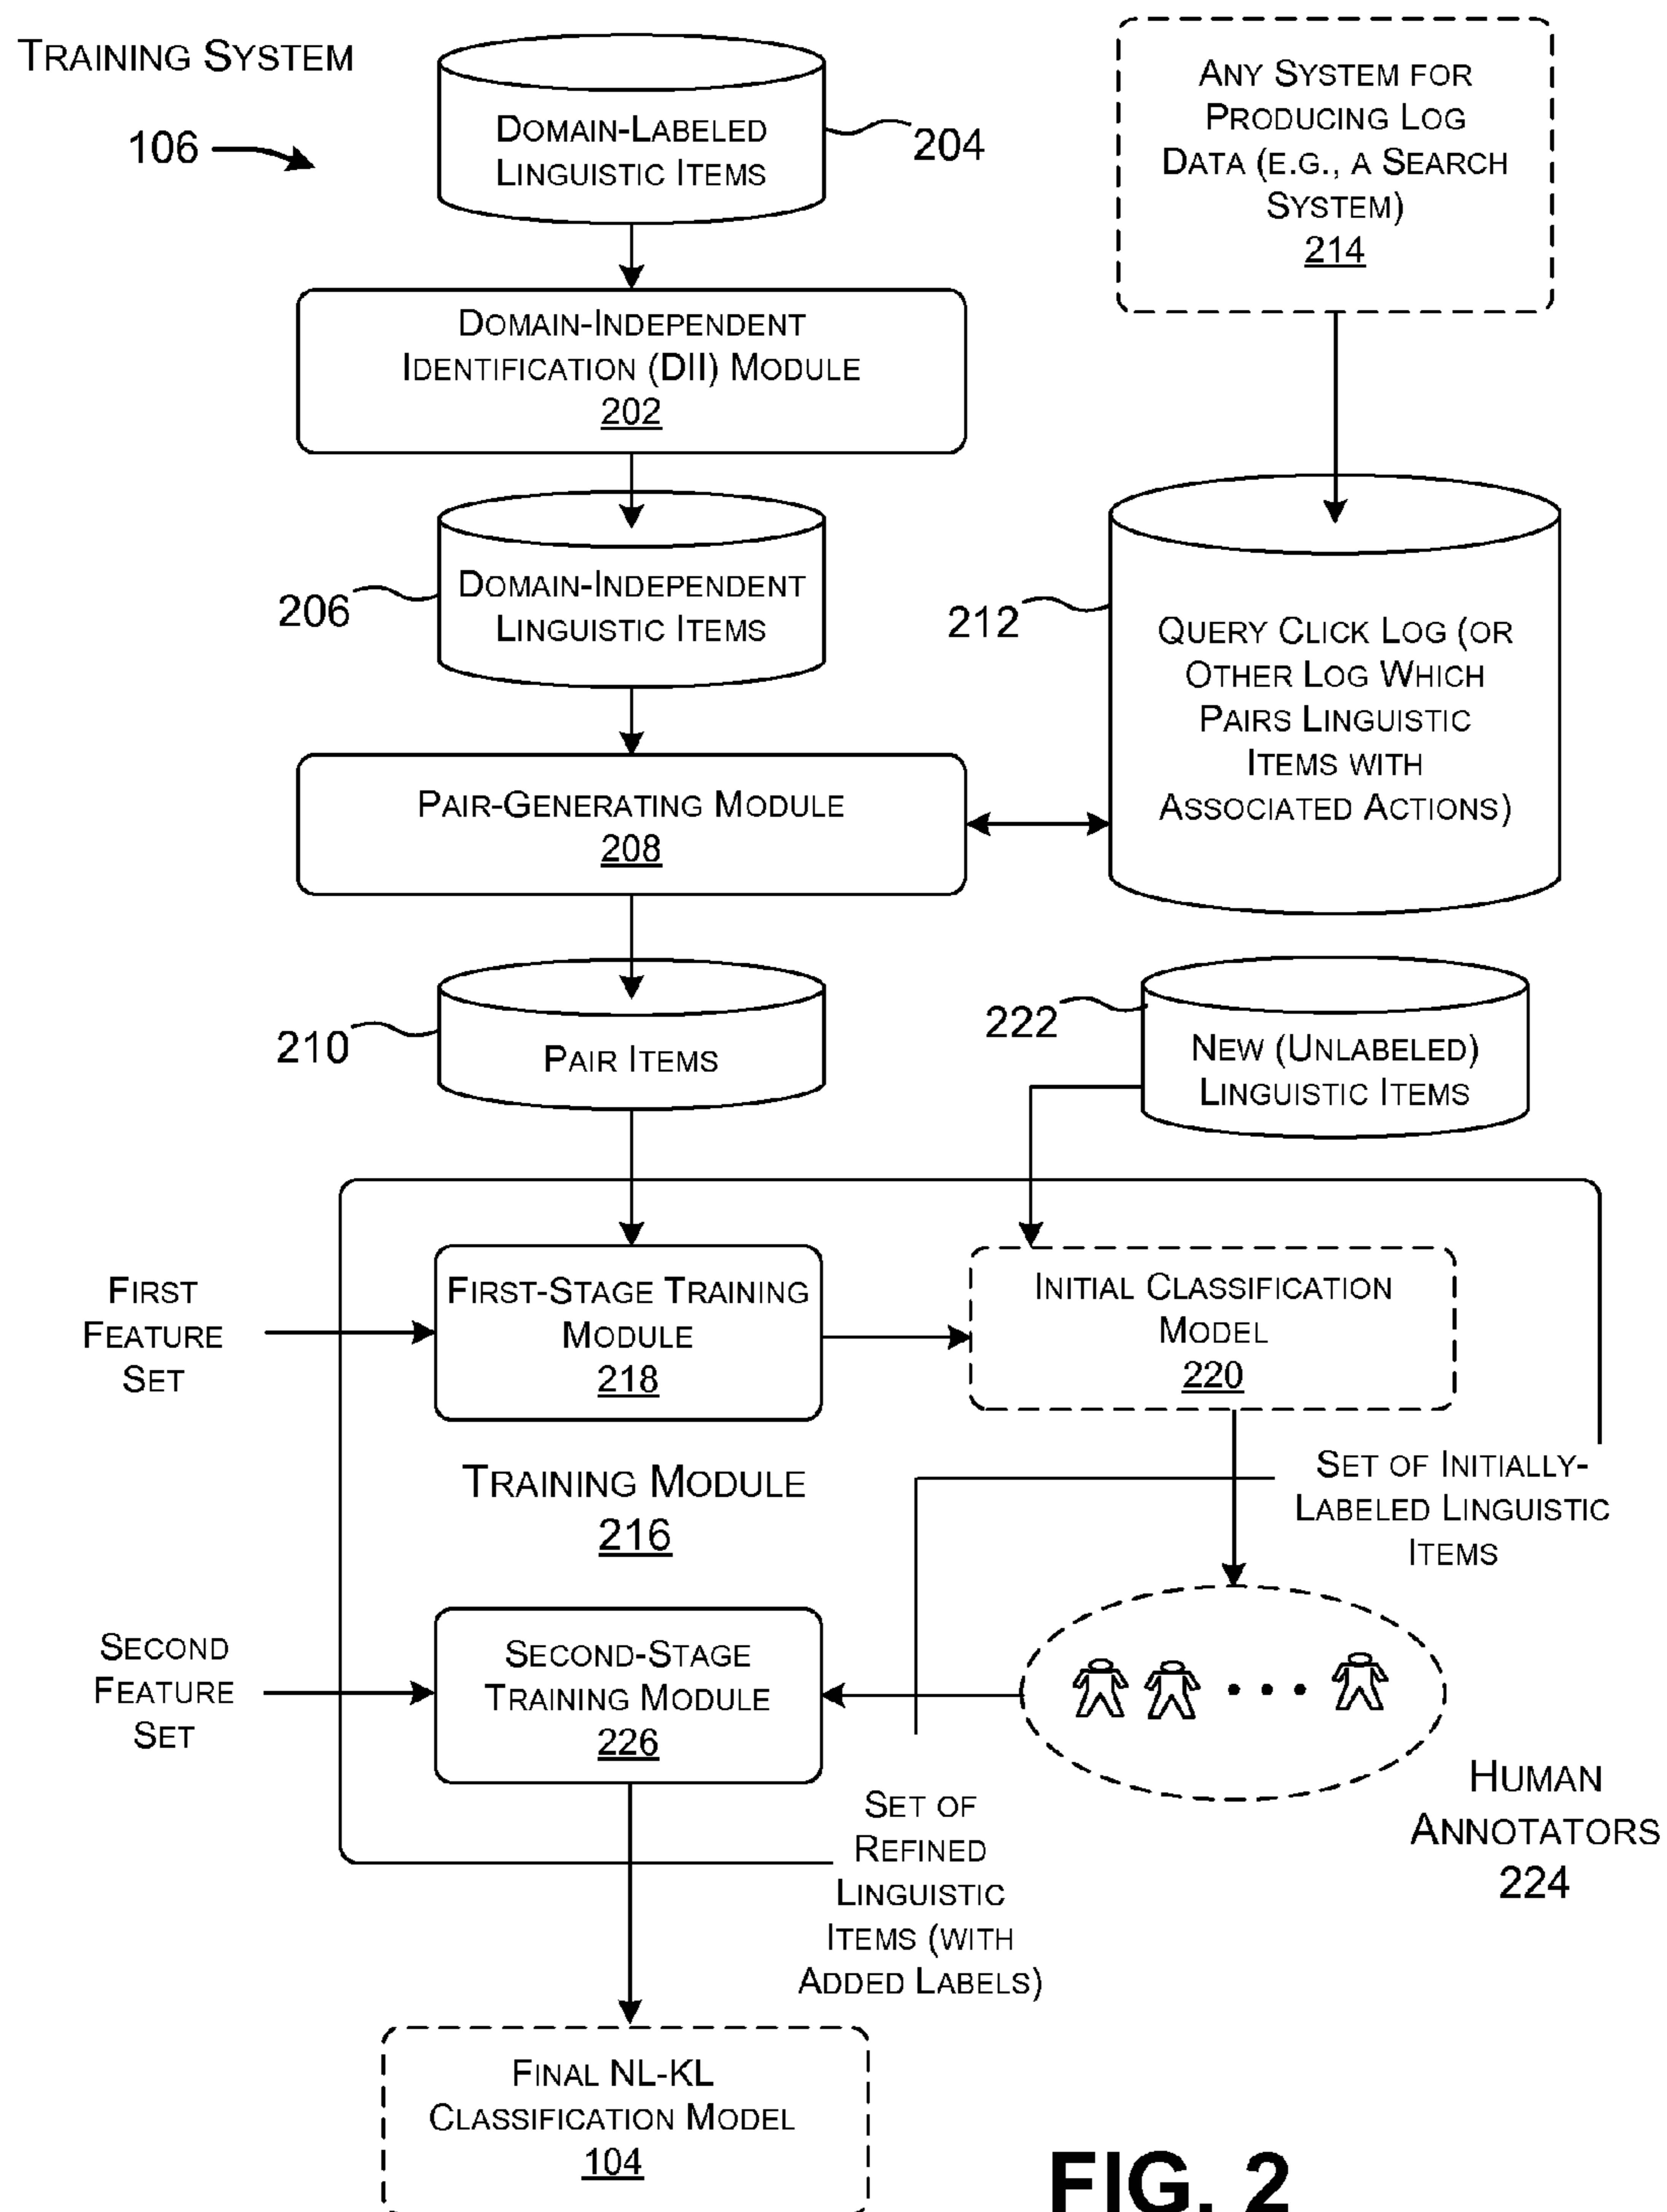 TRAINING SYSTEM
106
DOMAIN-LABELED
LINGUISTIC ITEMS
204
ANY SYSTEM FOR
PRODUCING LOG
DATA (E.G., A SEARCH
SYSTEM)
214
DOMAIN-INDEPENDENT
IDENTIFICATION (DII) MODULE
202
206
DOMAIN-INDEPENDENT
LINGUISTIC ITEMS
212
QUERY CLICK LOG (OR
OTHER LOG WHICH
PAIRS LINGUISTIC
ITEMS WITH
ASSOCIATED ACTIONS)
PAIR-GENERATING MODULE
208
210
PAIR ITEMS
222
NEW (UNLABELED)
LINGUISTIC ITEMS
FIRST
FEATURE
SET
FIRST-STAGE TRAINING
MODULE
218
INITIAL CLASSIFICATION
MODEL
220
TRAINING MODULE
216
SET OF INITIALLY-
LABELED LINGUISTIC
ITEMS
SECOND
FEATURE
SET
SECOND-STAGE
TRAINING MODULE
226
HUMAN
ANNOTATORS
224
SET OF
REFINED
LINGUISTIC
ITEMS (WITH
ADDED LABELS)
FINAL NL-KL
CLASSIFICATION MODEL
104
FIG. 2